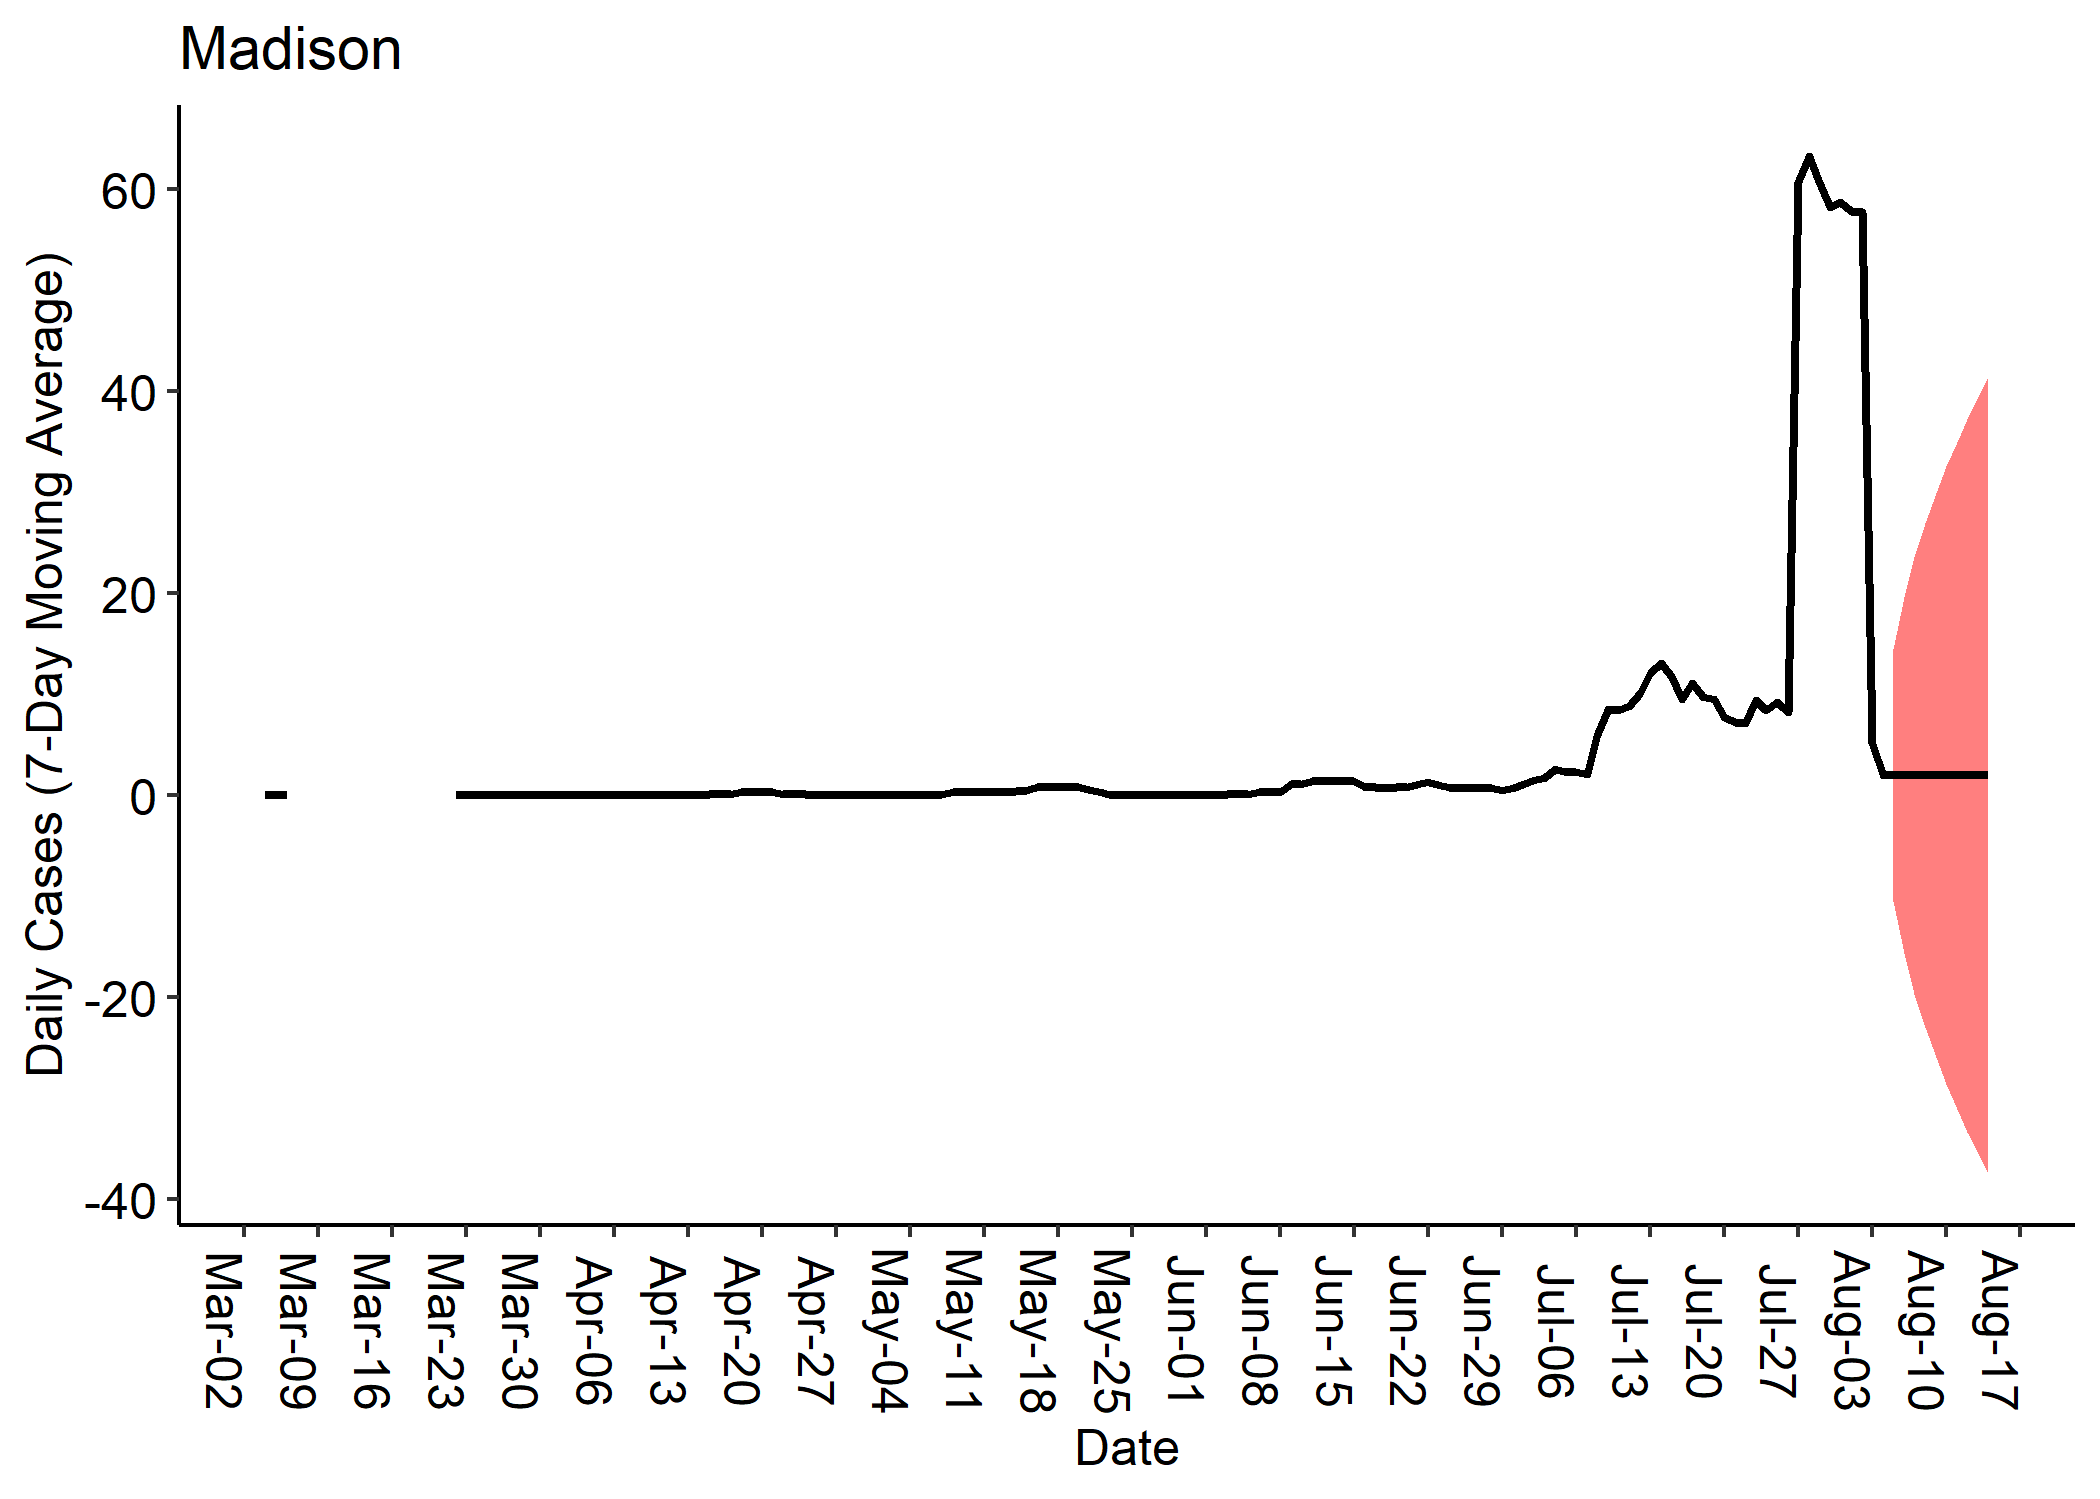 Madison
Daily Cases (7-Day Moving Average)
60
40
20
0
-20
-40
Mar-02
Mar-09
Mar-16
Mar-23
Mar-30
Apr-06
Apr-13
Apr-20
Apr-27
May-04
May-11
May-18
May-25
Jun-01
Jun-08
Jun-15
Jun-22
Jun-29
Jul-06
Jul-13
Jul-20
Jul-27
Aug-03
Aug-10
Aug-17
Date